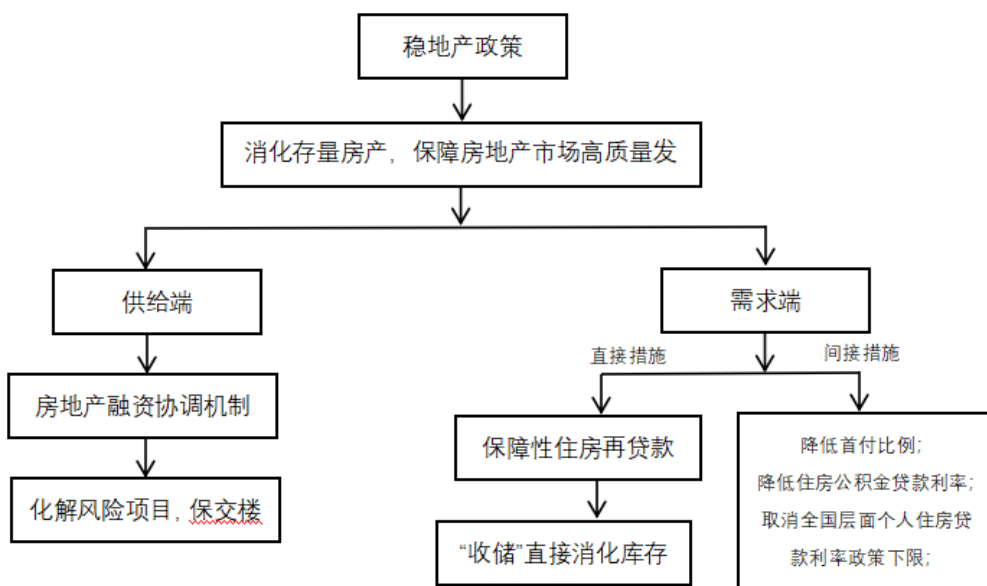 稳地产政策
消化存量房产，保障房地产市场高质量发
供给端
需求端
直接措施
间接措施
房地产融资协调机制
保障性住房再贷款
降低首付比例；
降低住房公积金贷款利率；
取消全国层面个人住房贷
款利率政策下限；
化解风险项目，保交楼
“收储”直接消化库存